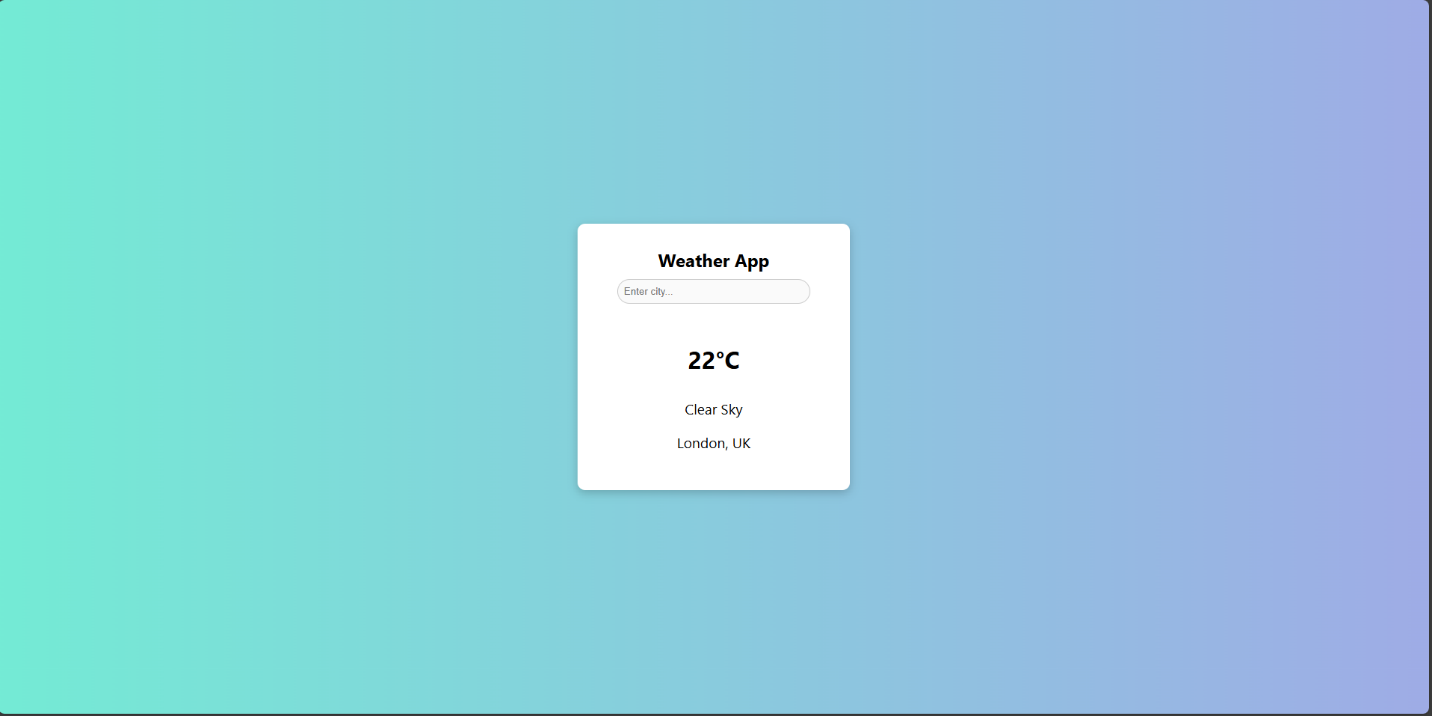 Weather App
Enter city...
22°C
Clear Sky
London, UK